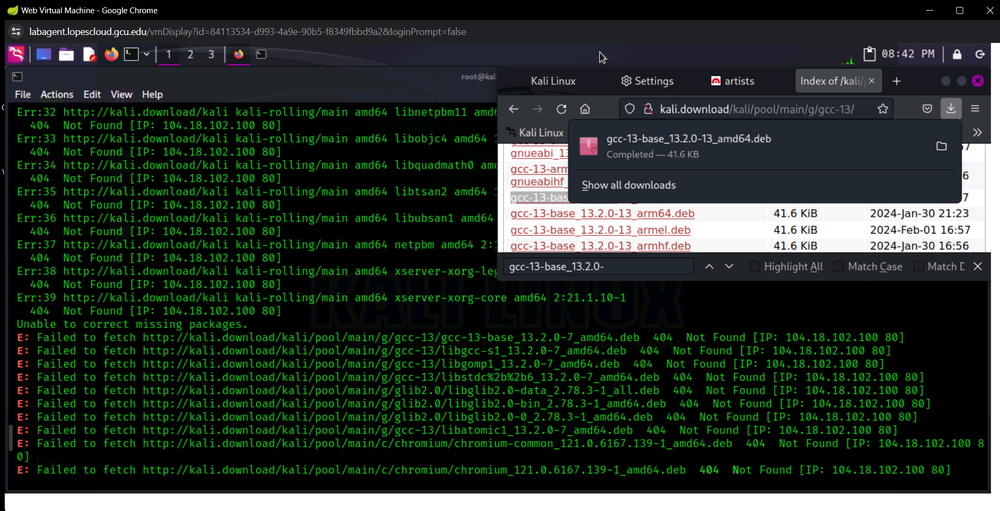 Web Virtual Machine - Google Chrome
labagent.lopescloud.gcu.edu/vmDisplay?id=84113534-d993-4a9e-90b5-f8349fbbd9a2&loginPrompt=false
1 2 3 08:42 PM
root@kal
File Actions Edit View Help
Err:32 http://kali.download/kali kali-rolling/main amd64 libnetpbm11 amd6
404 Not Found [IP: 104.18.102.100 80]
Err:33 http://kali.download/kali kali-rolling/main amd64 libobjc4 amd64 1
404 Not Found [IP: 104.18.102.100 80]
Err:34 http://kali.download/kali kali-rolling/main amd64 libquadmath0 amd
404 Not Found [IP: 104.18.102.100 80]
Err:35 http://kali.download/kali kali-rolling/main amd64 libtsan2 amd64 1
404 Not Found [IP: 104.18.102.100 80]
Err:36 http://kali.download/kali kali-rolling/main amd64 libubsan1 amd64
404 Not Found [IP: 104.18.102.100 80]
Err:37 http://kali.download/kali kali-rolling/main amd64 netpbm amd64 2:1
404 Not Found [IP: 104.18.102.100 80]
Err:38 http://kali.download/kali kali-rolling/main amd64 xserver-xorg-leg
404 Not Found [IP: 104.18.102.100 80]
Err:39 http://kali.download/kali kali-rolling/main amd64 xserver-xorg-core amd64 2:21.1.10-1
404 Not Found [IP: 104.18.102.100 80]
Unable to correct missing packages.
E: Failed to fetch http://kali.download/kali/pool/main/g/gcc-13/gcc-13-base_13.2.0-7_amd64.deb 404 Not Found [IP: 104.18.102.100 80]
E: Failed to fetch http://kali.download/kali/pool/main/g/gcc-13/libgcc-s1_13.2.0-7_amd64.deb 404 Not Found [IP: 104.18.102.100 80]
E: Failed to fetch http://kali.download/kali/pool/main/g/gcc-13/libgomp1_13.2.0-7_amd64.deb 404 Not Found [IP: 104.18.102.100 80]
E: Failed to fetch http://kali.download/kali/pool/main/g/gcc-13/libstdc%2b%2b6_13.2.0-7_amd64.deb 404 Not Found [IP: 104.18.102.100 80]
E: Failed to fetch http://kali.download/kali/pool/main/g/glib2.0/libglib2.0-data_2.78.3-1_all.deb 404 Not Found [IP: 104.18.102.100 80]
E: Failed to fetch http://kali.download/kali/pool/main/g/glib2.0/libglib2.0-bin_2.78.3-1_amd64.deb 404 Not Found [IP: 104.18.102.100 80]
E: Failed to fetch http://kali.download/kali/pool/main/g/glib2.0/libglib2.0-0_2.78.3-1_amd64.deb 404 Not Found [IP: 104.18.102.100 80]
E: Failed to fetch http://kali.download/kali/pool/main/g/gcc-13/libatomic1_13.2.0-7_amd64.deb 404 Not Found [IP: 104.18.102.100 80]
E: Failed to fetch http://kali.download/kali/pool/main/c/chromium/chromium-common_121.0.6167.139-1_amd64.deb 404 Not Found [IP: 104.18.102.100 8
0]
E: Failed to fetch http://kali.download/kali/pool/main/c/chromium/chromium_121.0.6167.139-1_amd64.deb 404 Not Found [IP: 104.18.102.100 80]
KALI LINUX
Kali Linux Settings artists Index of /kali/
kali.download/kali/pool/main/g/gcc-13/
Kali Linux
gcc-13-base_13.2.0-13_amd64.deb
Completed — 41.6 KB
Show all downloads
gnueabi_13
gcc-13-arm
gnueabihf_ 6
gcc-13-bas 7
gcc-13-base_13.2.0-13_arm64.deb 41.6 KiB 2024-Jan-30 21:23
gcc-13-base_13.2.0-13_armel.deb 41.6 KiB 2024-Feb-01 16:57
gcc-13-base_13.2.0-13_armhf.deb 41.6 KiB 2024-Jan-30 16:56
gcc-13-base_13.2.0- Highlight All Match Case Match D